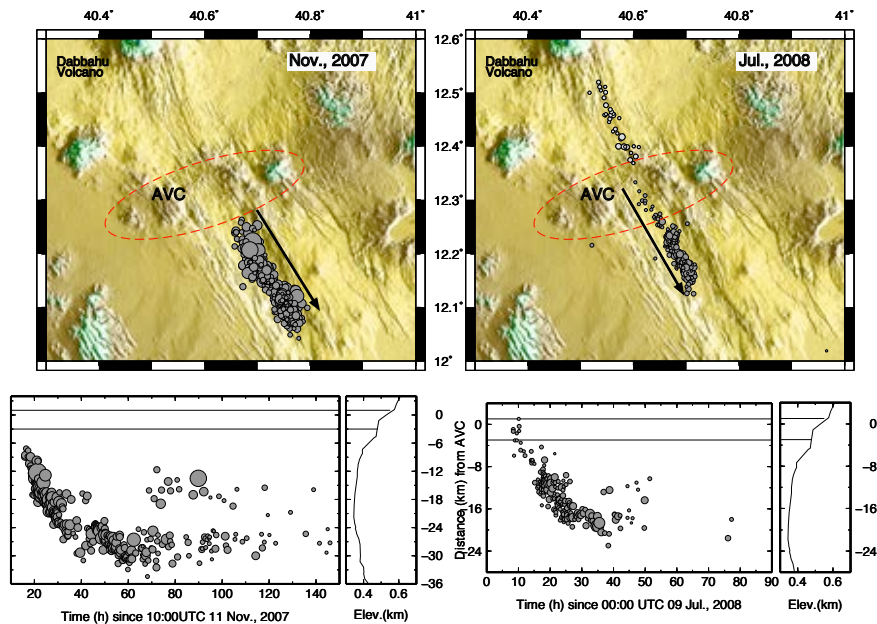 40.4° 40.6° 40.8° 41°
40.4° 40.6° 40.8° 41°
Dabbahu
Volcano
Nov., 2007
AVC
Dabbahu
Volcano
Jul., 2008
AVC
12.6°
12.5°
12.4°
12.3°
12.2°
12.1°
12°
0
-6
-12
-18
-24
-30
-36
20 40 60 80 100 120 140
0.4 0.6
Time (h) since 10:00UTC 11 Nov., 2007
Elev.(km)
Distance (km) from AVC
0
-8
-16
-24
0
-8
-16
-24
0 10 20 30 40 50 60 70 80 90
0.4 0.6
Time (h) since 00:00 UTC 09 Jul., 2008
Elev.(km)